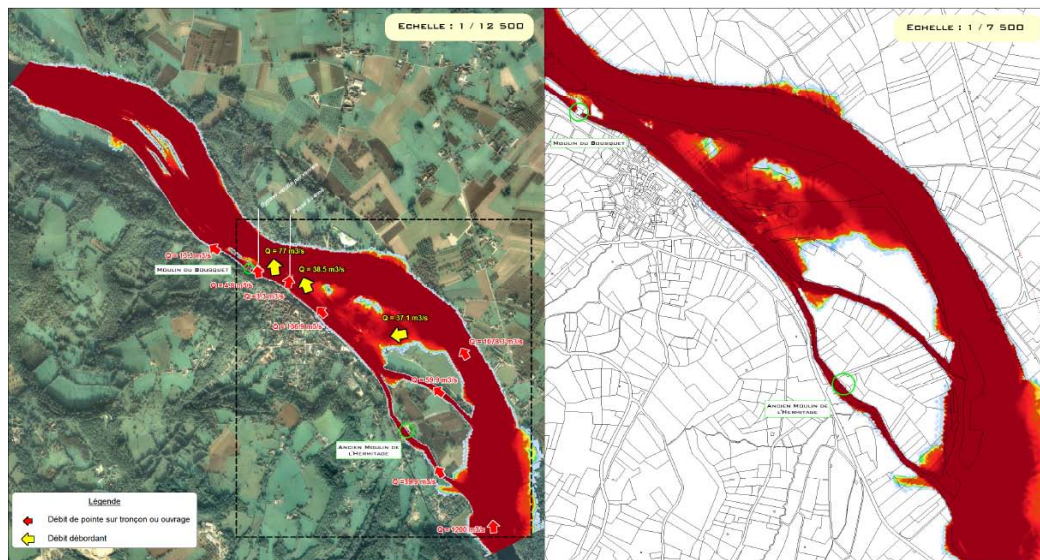 ECHELLE : 1 / 12 500
Q = 77 m3/s
MOULIN DU BOUSQUET
Q = 38.5 m3/s
Q = 37.1 m3/s
ANCIEN MOULIN DE
L'HERMITAGE
Q = 1200 m3/s
Légende
Débit de pointe sur tronçon ou ouvrage
Débit débordant
ECHELLE : 1 / 7 500
MOULIN DU BOUSQUET
ANCIEN MOULIN DE
L'HERMITAGE